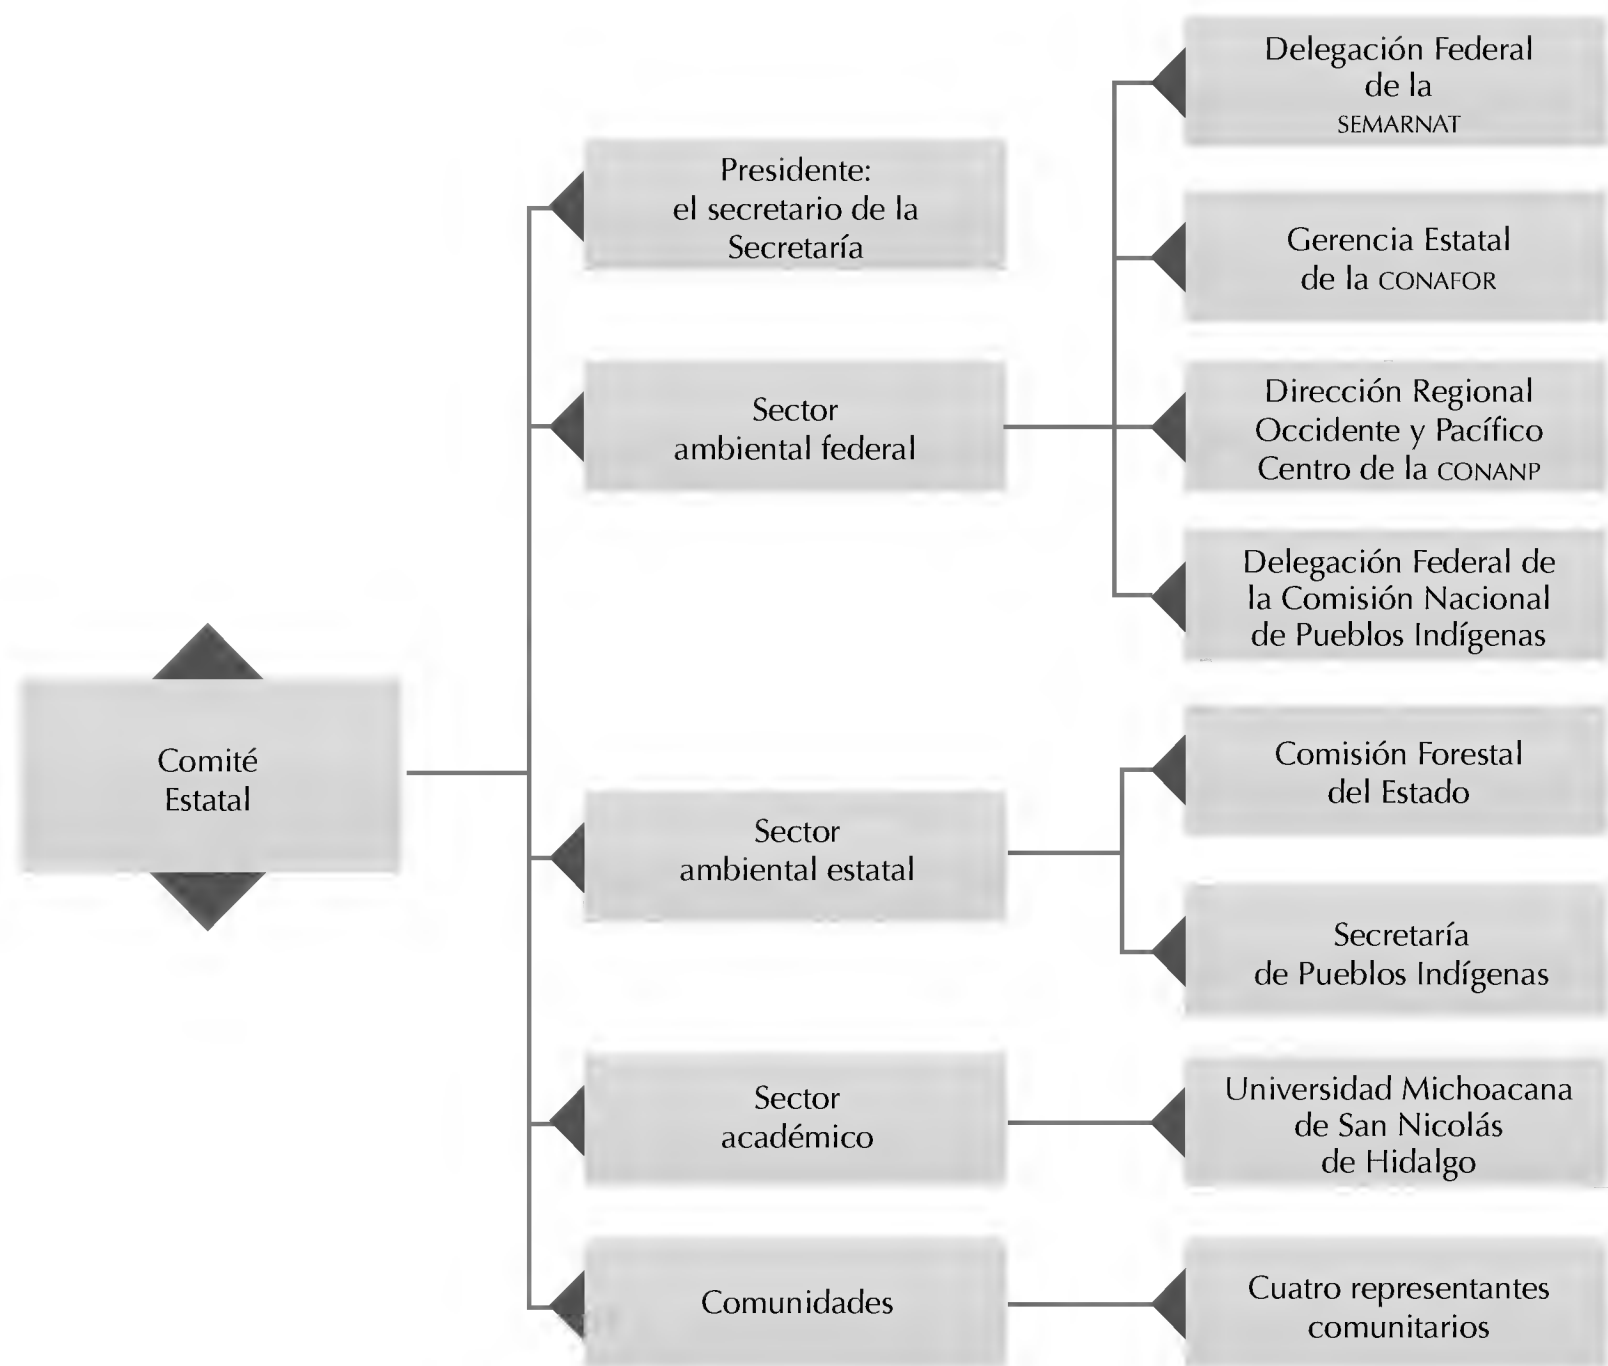 Comité
Estatal
Presidente:
el secretario de la
Secretaría
Sector
ambiental federal
Delegación Federal
de la
SEMARNAT
Gerencia Estatal
de la CONAFOR
Dirección Regional
Occidente y Pacífico
Centro de la CONANP
Delegación Federal de
la Comisión Nacional
de Pueblos Indígenas
Sector
ambiental estatal
Comisión Forestal
del Estado
Secretaría
de Pueblos Indígenas
Sector
académico
Universidad Michoacana
de San Nicolás
de Hidalgo
Comunidades
Cuatro representantes
comunitarios